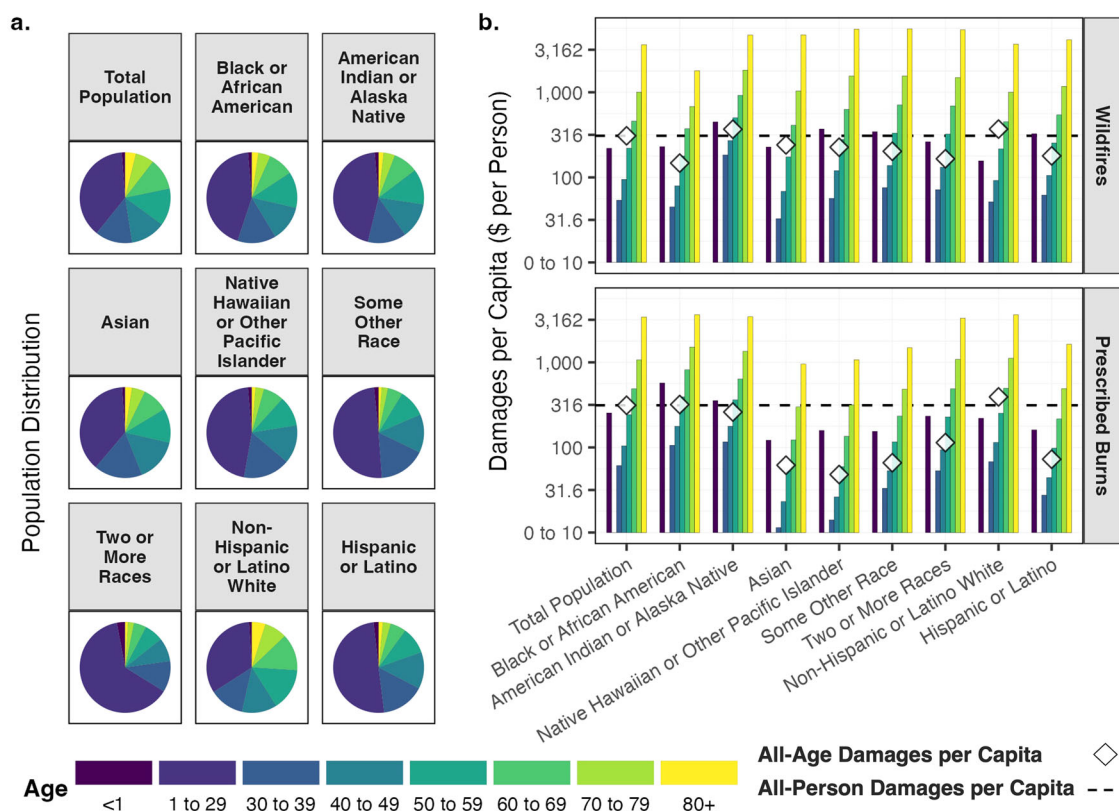 a.
Population Distribution
Total
Population
Black or
African
American
American
Indian or
Alaska
Native
Asian
Native
Hawaiian
or Other
Pacific
Islander
Some
Other
Race
Two or
More
Races
Non-
Hispanic
or Latino
White
Hispanic
or Latino
b.
Damages per Capita ($ per Person)
3,162
1,000
316
100
31.6
0 to 10
Wildfires
3,162
1,000
316
100
31.6
0 to 10
Prescribed Burns
Total Population
Black or African American
American Indian or Alaska Native
Asian
Native Hawaiian or Other Pacific Islander
Some Other Race
Two or More Races
Non-Hispanic or Latino White
Hispanic or Latino
Age
<1
1 to 29
30 to 39
40 to 49
50 to 59
60 to 69
70 to 79
80+
All-Age Damages per Capita
All-Person Damages per Capita